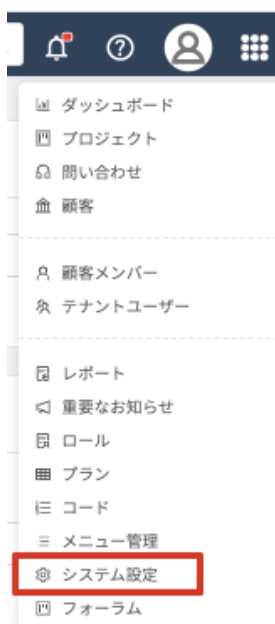 ダッシュボード
プロジェクト
問い合わせ
顧客
顧客メンバー
テナントユーザー
レポート
重要なお知らせ
ロール
プラン
コード
メニュー管理
システム設定
フォーラム